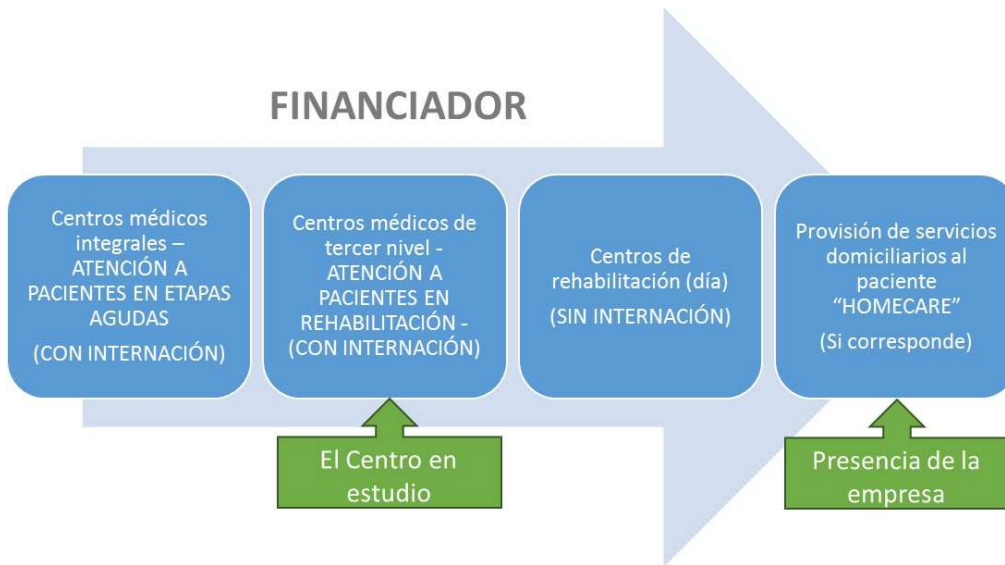 FINANCIADOR
Centros médicos
integrales –
ATENCIÓN A
PACIENTES EN ETAPAS
AGUDAS
(CON INTERNACIÓN)
Centros médicos de
tercer nivel -
ATENCIÓN A
PACIENTES EN
REHABILITACIÓN -
(CON INTERNACIÓN)
Centros de
rehabilitación (día)
(SIN INTERNACIÓN)
Provisión de servicios
domiciliarios al
paciente
“HOMECARE”
(Si corresponde)
El Centro en
estudio
Presencia de la
empresa